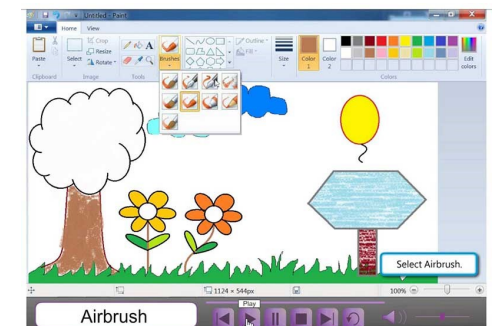 Untitled - Paint
Home View
Paste
Select
Crop
Resize
Rotate
A
Brushes
Outline
Fill
Size
Color 1
Color 2
Edit colors
Clipboard
Image
Tools
Colors
Select Airbrush.
1124 × 544px
100%
Play
Airbrush